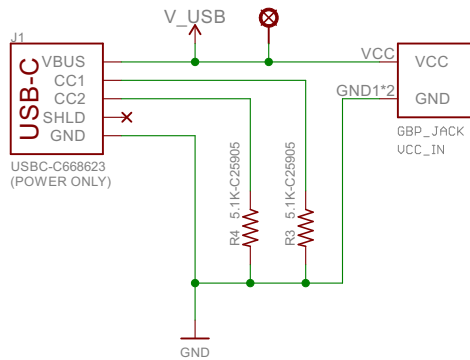 V_USB
J1
USB-C
VBUS
CC1
CC2
SHLD
GND
USBC-C668623
(POWER ONLY)
VCC
GND1*2
VCC
GND
GBP_JACK
VCC_IN
R4
5.1K-C25905
R3
5.1K-C25905
GND